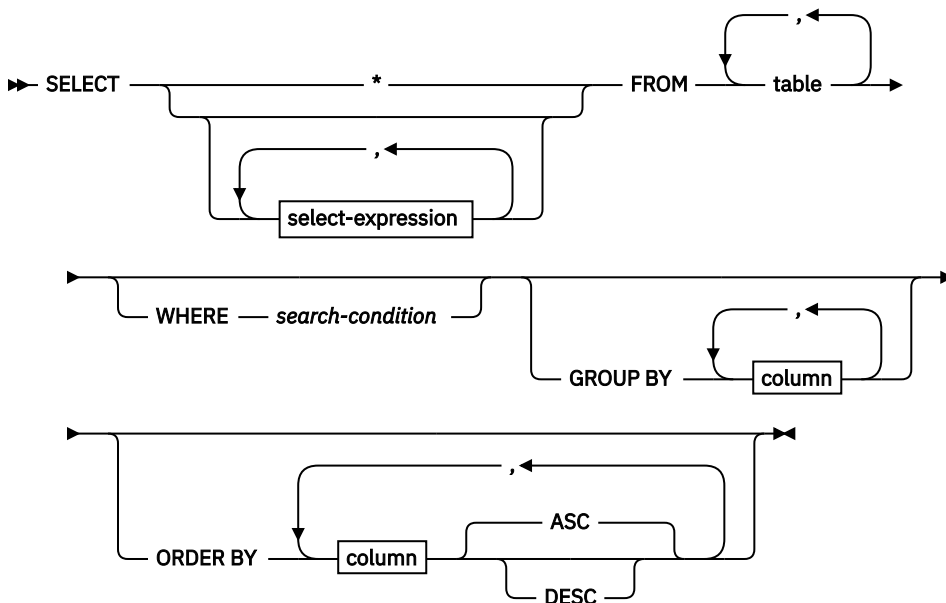 ,
SELECT * FROM table
,
select-expression
WHERE search-condition
,
GROUP BY column
,
ASC
ORDER BY column
DESC